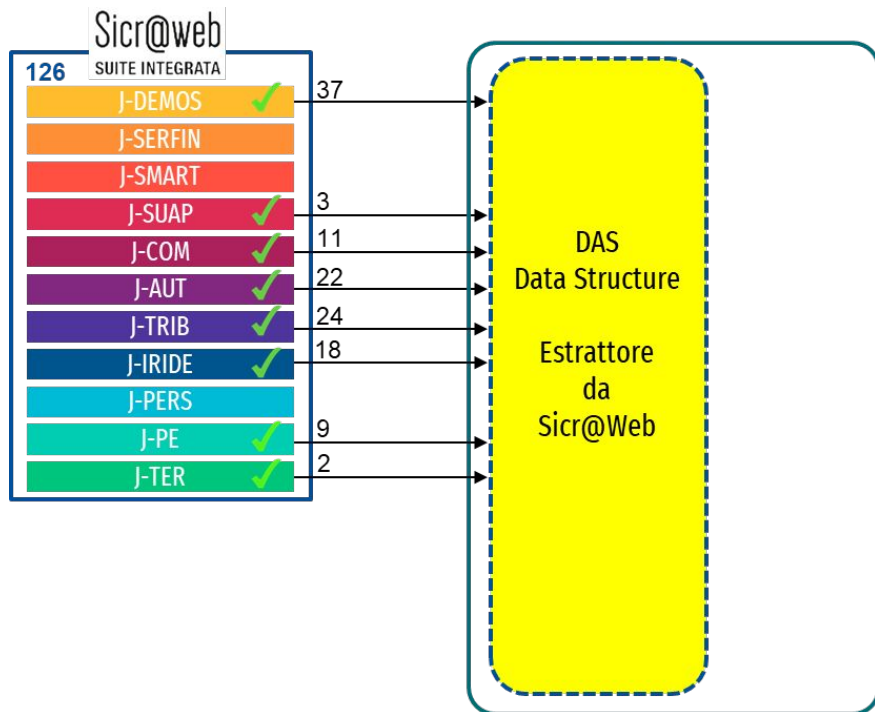 Sicr@web
SUITE INTEGRATA
126
J-DEMOS
37
J-SERFIN
J-SMART
J-SUAP
3
J-COM
11
J-AUT
22
J-TRIB
24
J-IRIDE
18
J-PERS
J-PE
9
J-TER
2
DAS
Data Structure
Estrattore
da
Sicr@Web